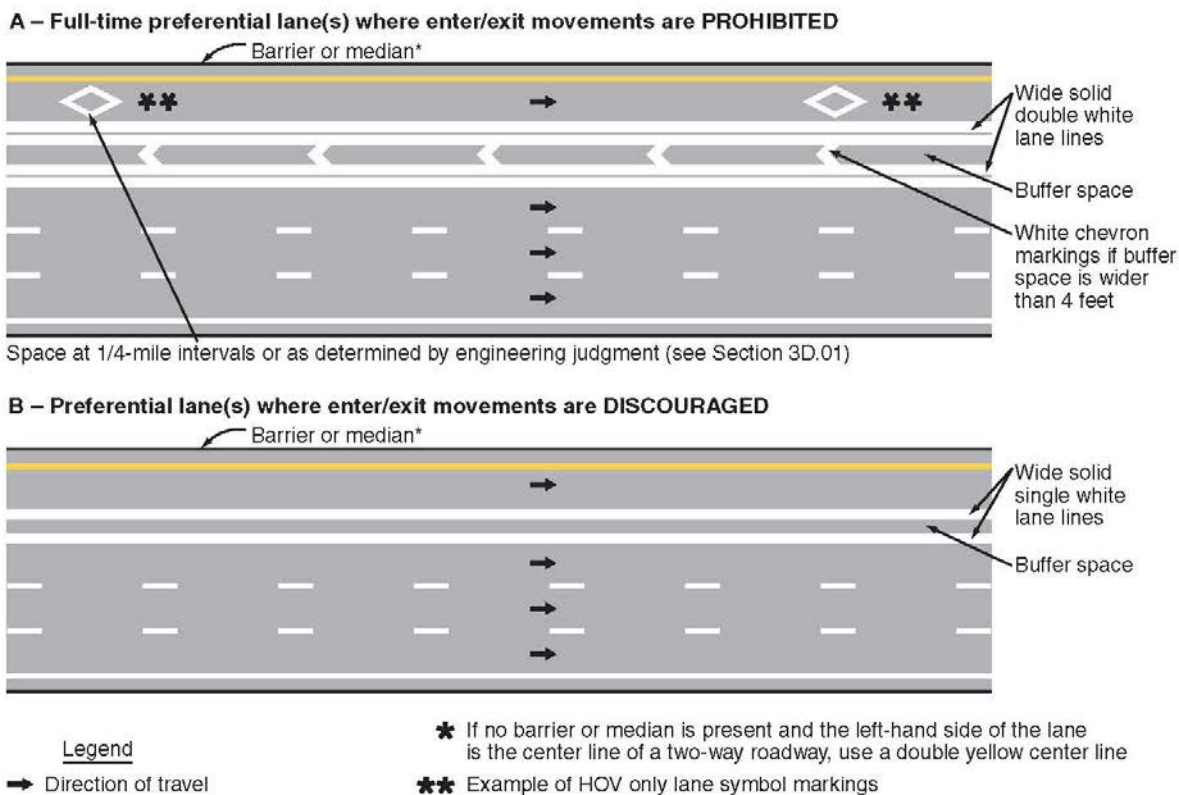 A – Full-time preferential lane(s) where enter/exit movements are PROHIBITED
Barrier or median*
**
**
Wide solid
double white
lane lines
Buffer space
White chevron
markings if buffer
space is wider
than 4 feet
Space at 1/4-mile intervals or as determined by engineering judgment (see Section 3D.01)
B – Preferential lane(s) where enter/exit movements are DISCOURAGED
Barrier or median*
Wide solid
single white
lane lines
Buffer space
Legend
Direction of travel
* If no barrier or median is present and the left-hand side of the lane
is the center line of a two-way roadway, use a double yellow center line
** Example of HOV only lane symbol markings